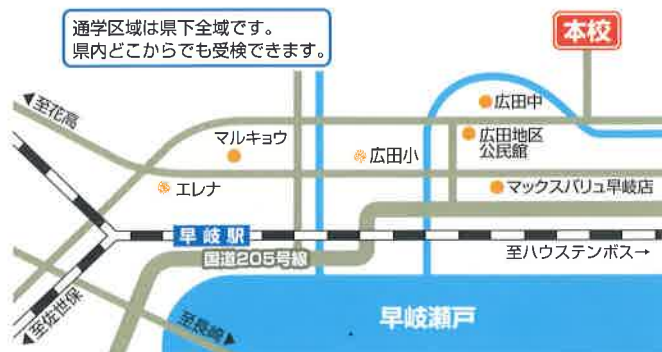 通学区域は県下全域です。
県内どこからでも受検できます。
本校
◀至花高
広田中
マルキョウ
広田小
広田地区
公民館
エレナ
マックスバリュ早岐店
早岐駅
国道205号線
至ハウステンボス→
◀至佐世保
至長崎▶
早岐瀬戸